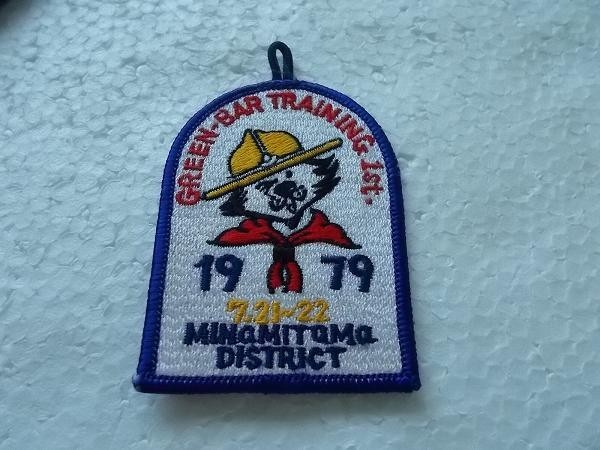 GREEN-BAR TRAINING. 1st.
19 79
7.21~22
MINaMITaMa
DISTRICT